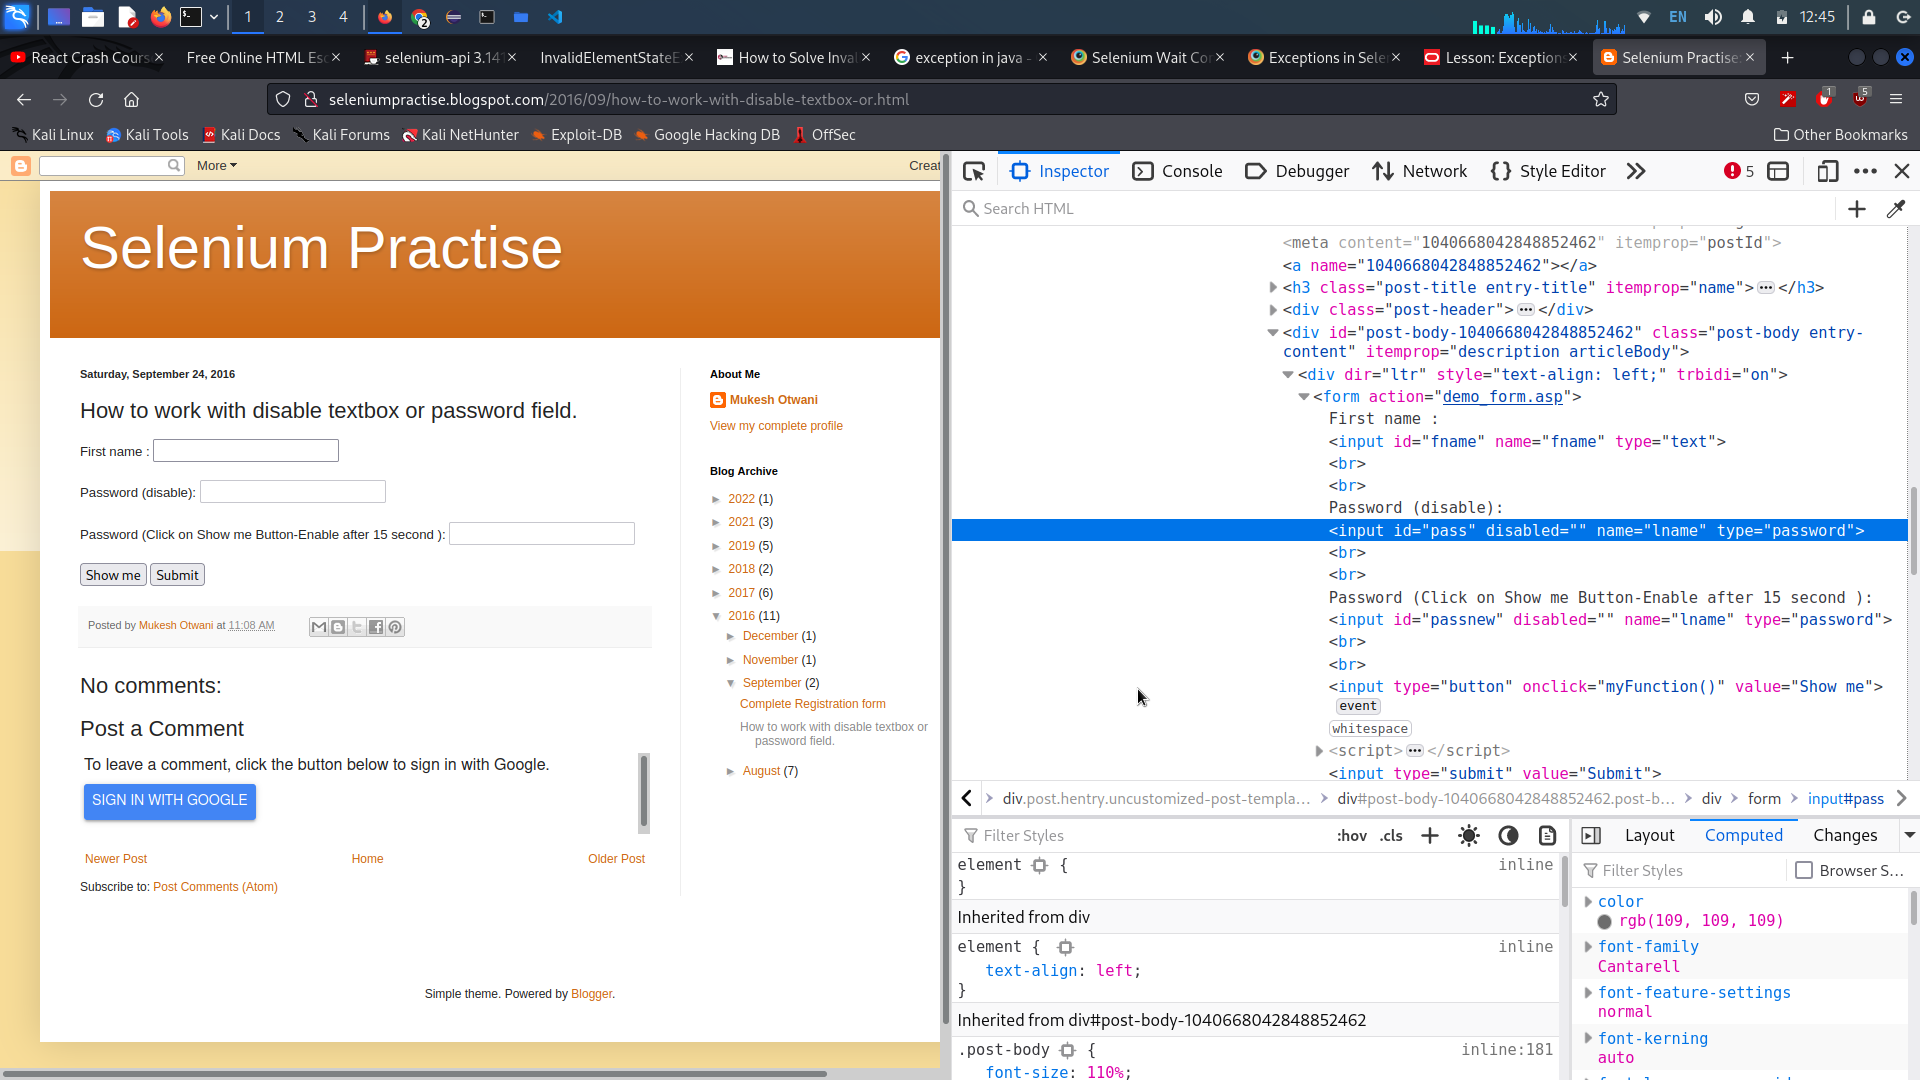 1 2 3 4 2 EN 12:45
React Crash Cours
Free Online HTML Esc
selenium-api 3.141
InvalidElementStateE
How to Solve Inval
exception in java -
Selenium Wait Con
Exceptions in Selen
Lesson: Exceptions
Selenium Practise:
seleniumpractise.blogspot.com/2016/09/how-to-work-with-disable-textbox-or.html
1 5
Kali Linux Kali Tools Kali Docs Kali Forums Kali NetHunter Exploit-DB Google Hacking DB OffSec Other Bookmarks
More Creat
Selenium Practise
Saturday, September 24, 2016
How to work with disable textbox or password field.
First name :
Password (disable):
Password (Click on Show me Button-Enable after 15 second ):
Show me Submit
Posted by Mukesh Otwani at 11:08 AM
No comments:
Post a Comment
To leave a comment, click the button below to sign in with Google.
SIGN IN WITH GOOGLE
Newer Post Home Older Post
Subscribe to: Post Comments (Atom)
About Me
Mukesh Otwani
View my complete profile
Blog Archive
► 2022 (1)
► 2021 (3)
► 2019 (5)
► 2018 (2)
► 2017 (6)
▼ 2016 (11)
► December (1)
► November (1)
▼ September (2)
Complete Registration form
How to work with disable textbox or
password field.
► August (7)
Simple theme. Powered by Blogger.
Inspector Console Debugger Network Style Editor 5
Search HTML
<meta content="1040668042848852462" itemprop="postId">
<a name="1040668042848852462"></a>
<h3 class="post-title entry-title" itemprop="name">⋯</h3>
<div class="post-header">⋯</div>
<div id="post-body-1040668042848852462" class="post-body entry-
content" itemprop="description articleBody">
<div dir="ltr" style="text-align: left;" trbidi="on">
<form action="demo_form.asp">
First name :
<input id="fname" name="fname" type="text">
<br>
<br>
Password (disable):
<input id="pass" disabled="" name="lname" type="password">
<br>
<br>
Password (Click on Show me Button-Enable after 15 second ):
<input id="passnew" disabled="" name="lname" type="password">
<br>
<br>
<input type="button" onclick="myFunction()" value="Show me">
event
whitespace
<script>⋯</script>
<input type="submit" value="Submit">
div.post.hentry.uncustomized-post-templa… div#post-body-1040668042848852462.post-b… div form input#pass
Filter Styles :hov .cls
element {
inline
}
Inherited from div
element {
inline
text-align: left;
}
Inherited from div#post-body-1040668042848852462
.post-body {
inline:181
font-size: 110%;
Layout Computed Changes
Filter Styles Browser S…
color
rgb(109, 109, 109)
font-family
Cantarell
font-feature-settings
normal
font-kerning
auto